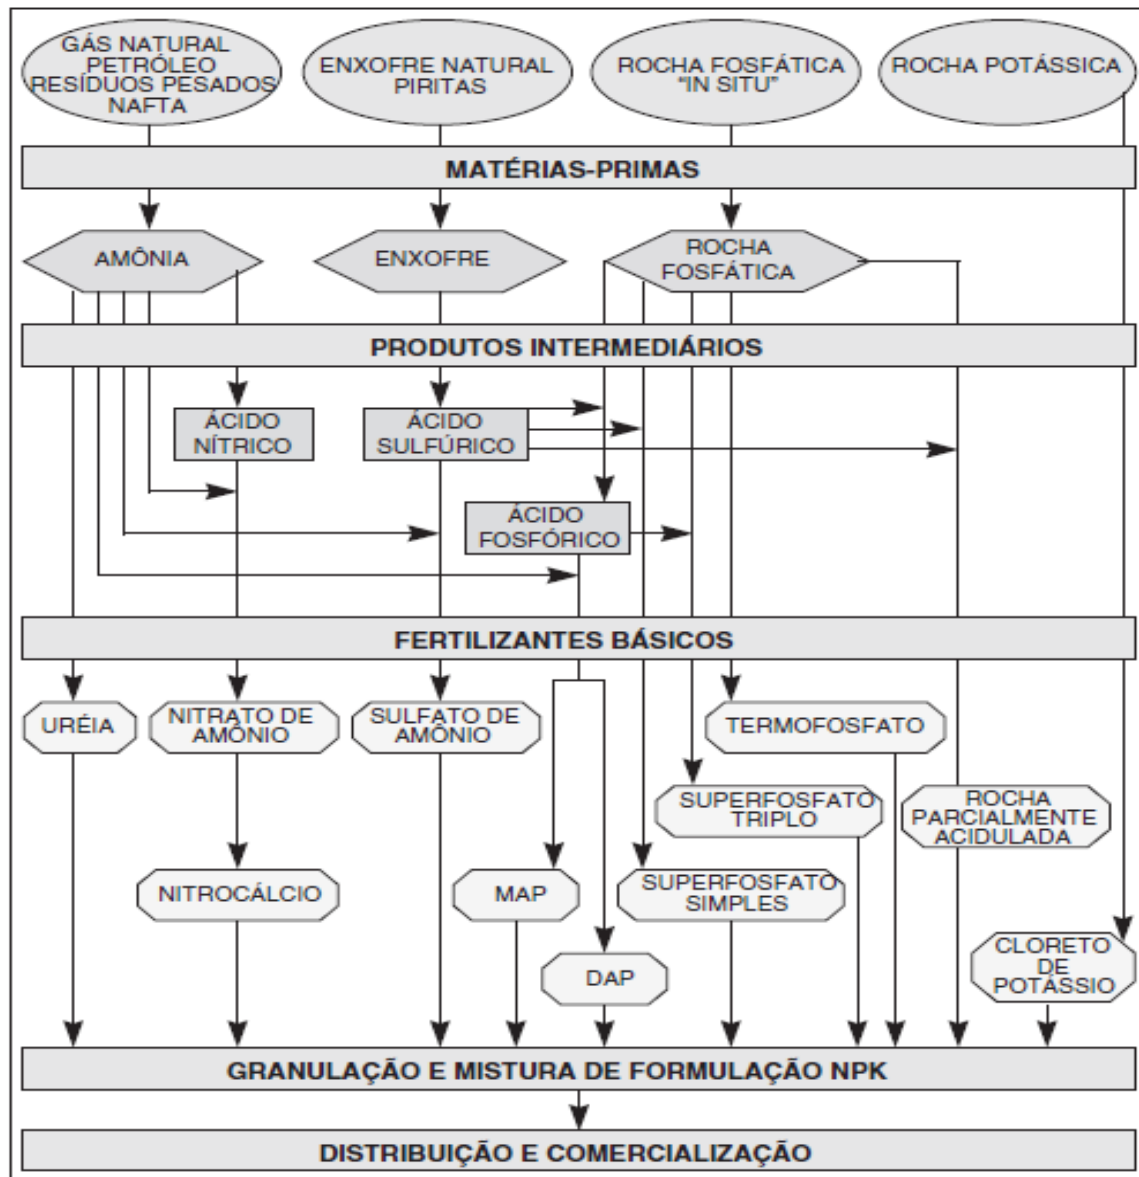 GÁS NATURAL
PETRÓLEO
RESÍDUOS PESADOS
NAFTA
ENXOFRE NATURAL
PIRITAS
ROCHA FOSFÁTICA
“IN SITU”
ROCHA POTÁSSICA
MATÉRIAS-PRIMAS
AMÔNIA
ENXOFRE
ROCHA
FOSFÁTICA
PRODUTOS INTERMEDIÁRIOS
ÁCIDO
NÍTRICO
ÁCIDO
SULFÚRICO
ÁCIDO
FOSFÓRICO
FERTILIZANTES BÁSICOS
URÉIA
NITRATO DE
AMÔNIO
SULFATO DE
AMÔNIO
TERMOFOSFATO
SUPERFOSFATO
TRIPLO
ROCHA
PARCIALMENTE
ACIDULADA
NITROCÁLCIO
MAP
SUPERFOSFATO
SIMPLES
DAP
CLORETO
DE
POTÁSSIO
GRANULAÇÃO E MISTURA DE FORMULAÇÃO NPK
DISTRIBUIÇÃO E COMERCIALIZAÇÃO